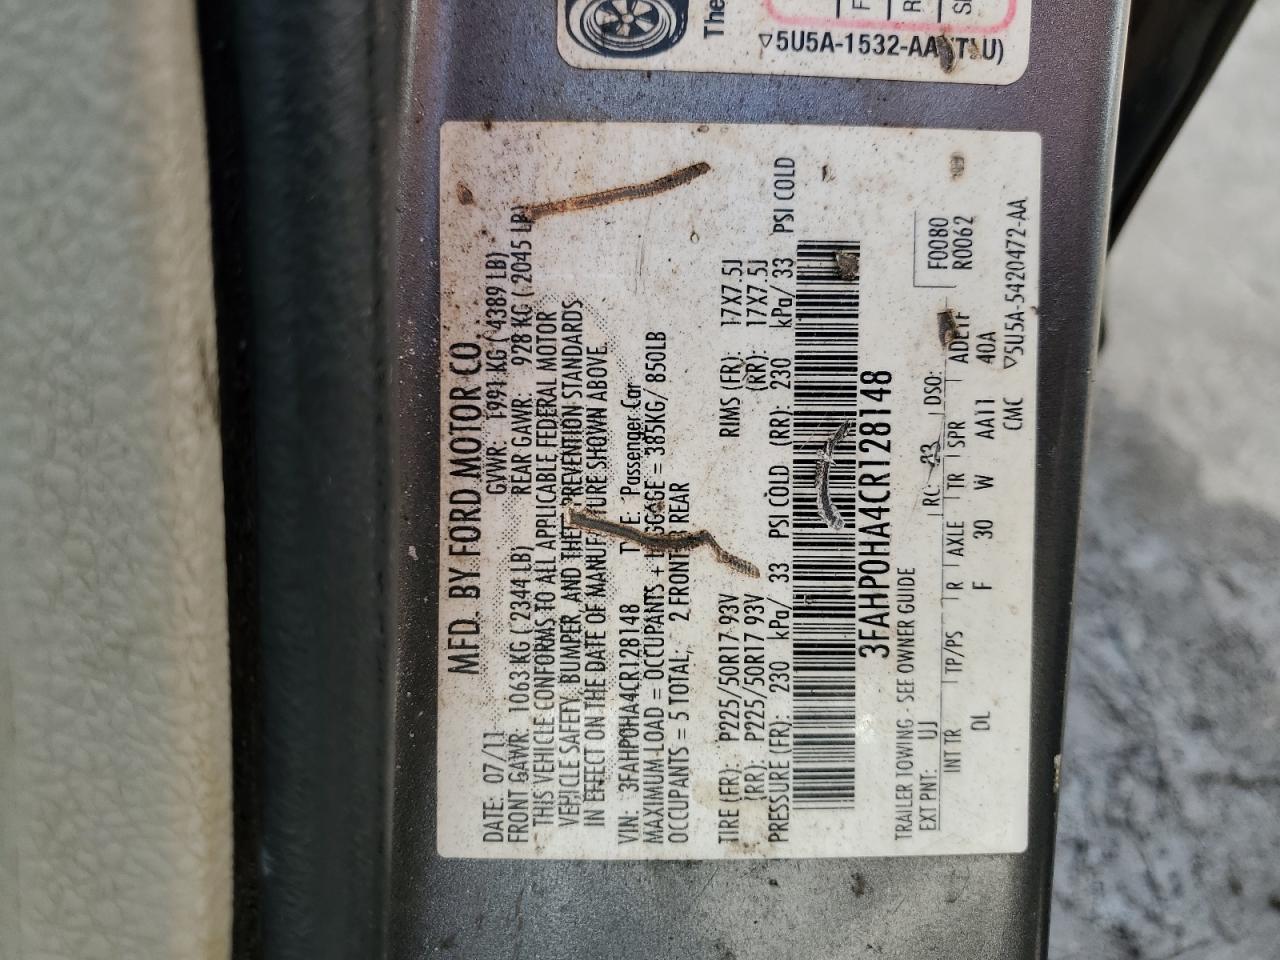 The
▽5U5A-1532-AA
MFD. BY FORD MOTOR CO.
DATE: 07/11 GVWR: 1991 KG ( 4389 LB)
FRONT GAWR: 1063 KG ( 2344 LB) REAR GAWR: 928 KG ( 2045 LB)
THIS VEHICLE CONFORMS TO ALL APPLICABLE FEDERAL MOTOR
VEHICLE SAFETY, BUMPER, AND THEFT PREVENTION STANDARDS
IN EFFECT ON THE DATE OF MANUFACTURE SHOWN ABOVE.
VIN: 3FAHP0HA4CR128148 TYPE: Passenger Car
MAXIMUM LOAD = OCCUPANTS + LUGGAGE = 385KG/ 850LB
OCCUPANTS = 5 TOTAL, 2 FRONT 3 REAR
TIRE (FR): P225/50R17 93V RIMS (FR): 17X7.5J
(RR): P225/50R17 93V (RR): 17X7.5J
PRESSURE (FR): 230 kPa/ 33 PSI COLD (RR): 230 kPa/ 33 PSI COLD
3FAHP0HA4CR128148
TRAILER TOWING - SEE OWNER GUIDE
F0080
EXT PNT: UJ RC: 23 DSO: R0062
INT TR TP/PS R AXLE TR SPR
DL F 30 W AA11 40A
CMC ▽5U5A-5420472-AA